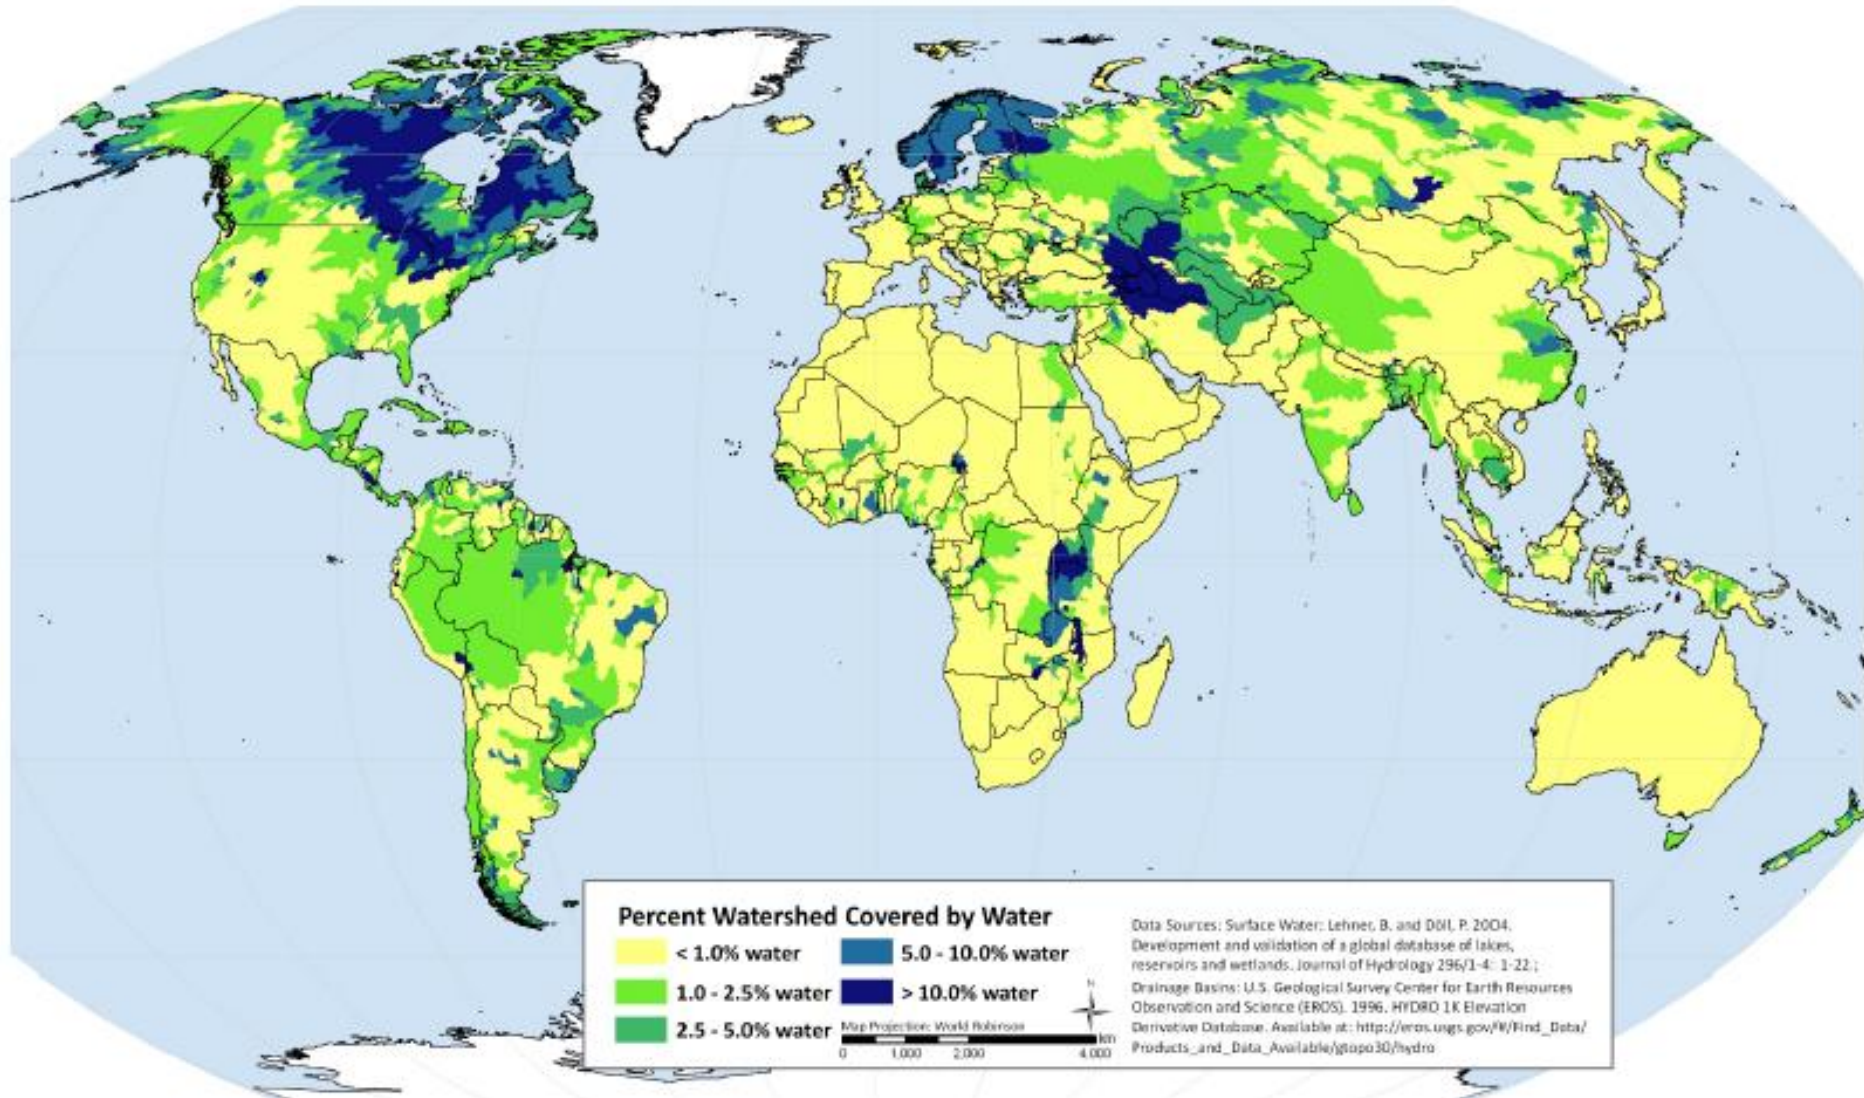 Percent Watershed Covered by Water
< 1.0% water
1.0 - 2.5% water
2.5 - 5.0% water
5.0 - 10.0% water
> 10.0% water
Map Projection: World Robinson
km
0 1,000 2,000 4,000
N
Data Sources: Surface Water: Lehner, B. and Döll, P. 2004.
Development and validation of a global database of lakes,
reservoirs and wetlands. Journal of Hydrology 296/1-4: 1-22.;
Drainage Basins: U.S. Geological Survey Center for Earth Resources
Observation and Science (EROS). 1996. HYDRO 1K Elevation
Derivative Database. Available at: http://eros.usgs.gov/#/Find_Data/
Products_and_Data_Available/gtopo30/hydro